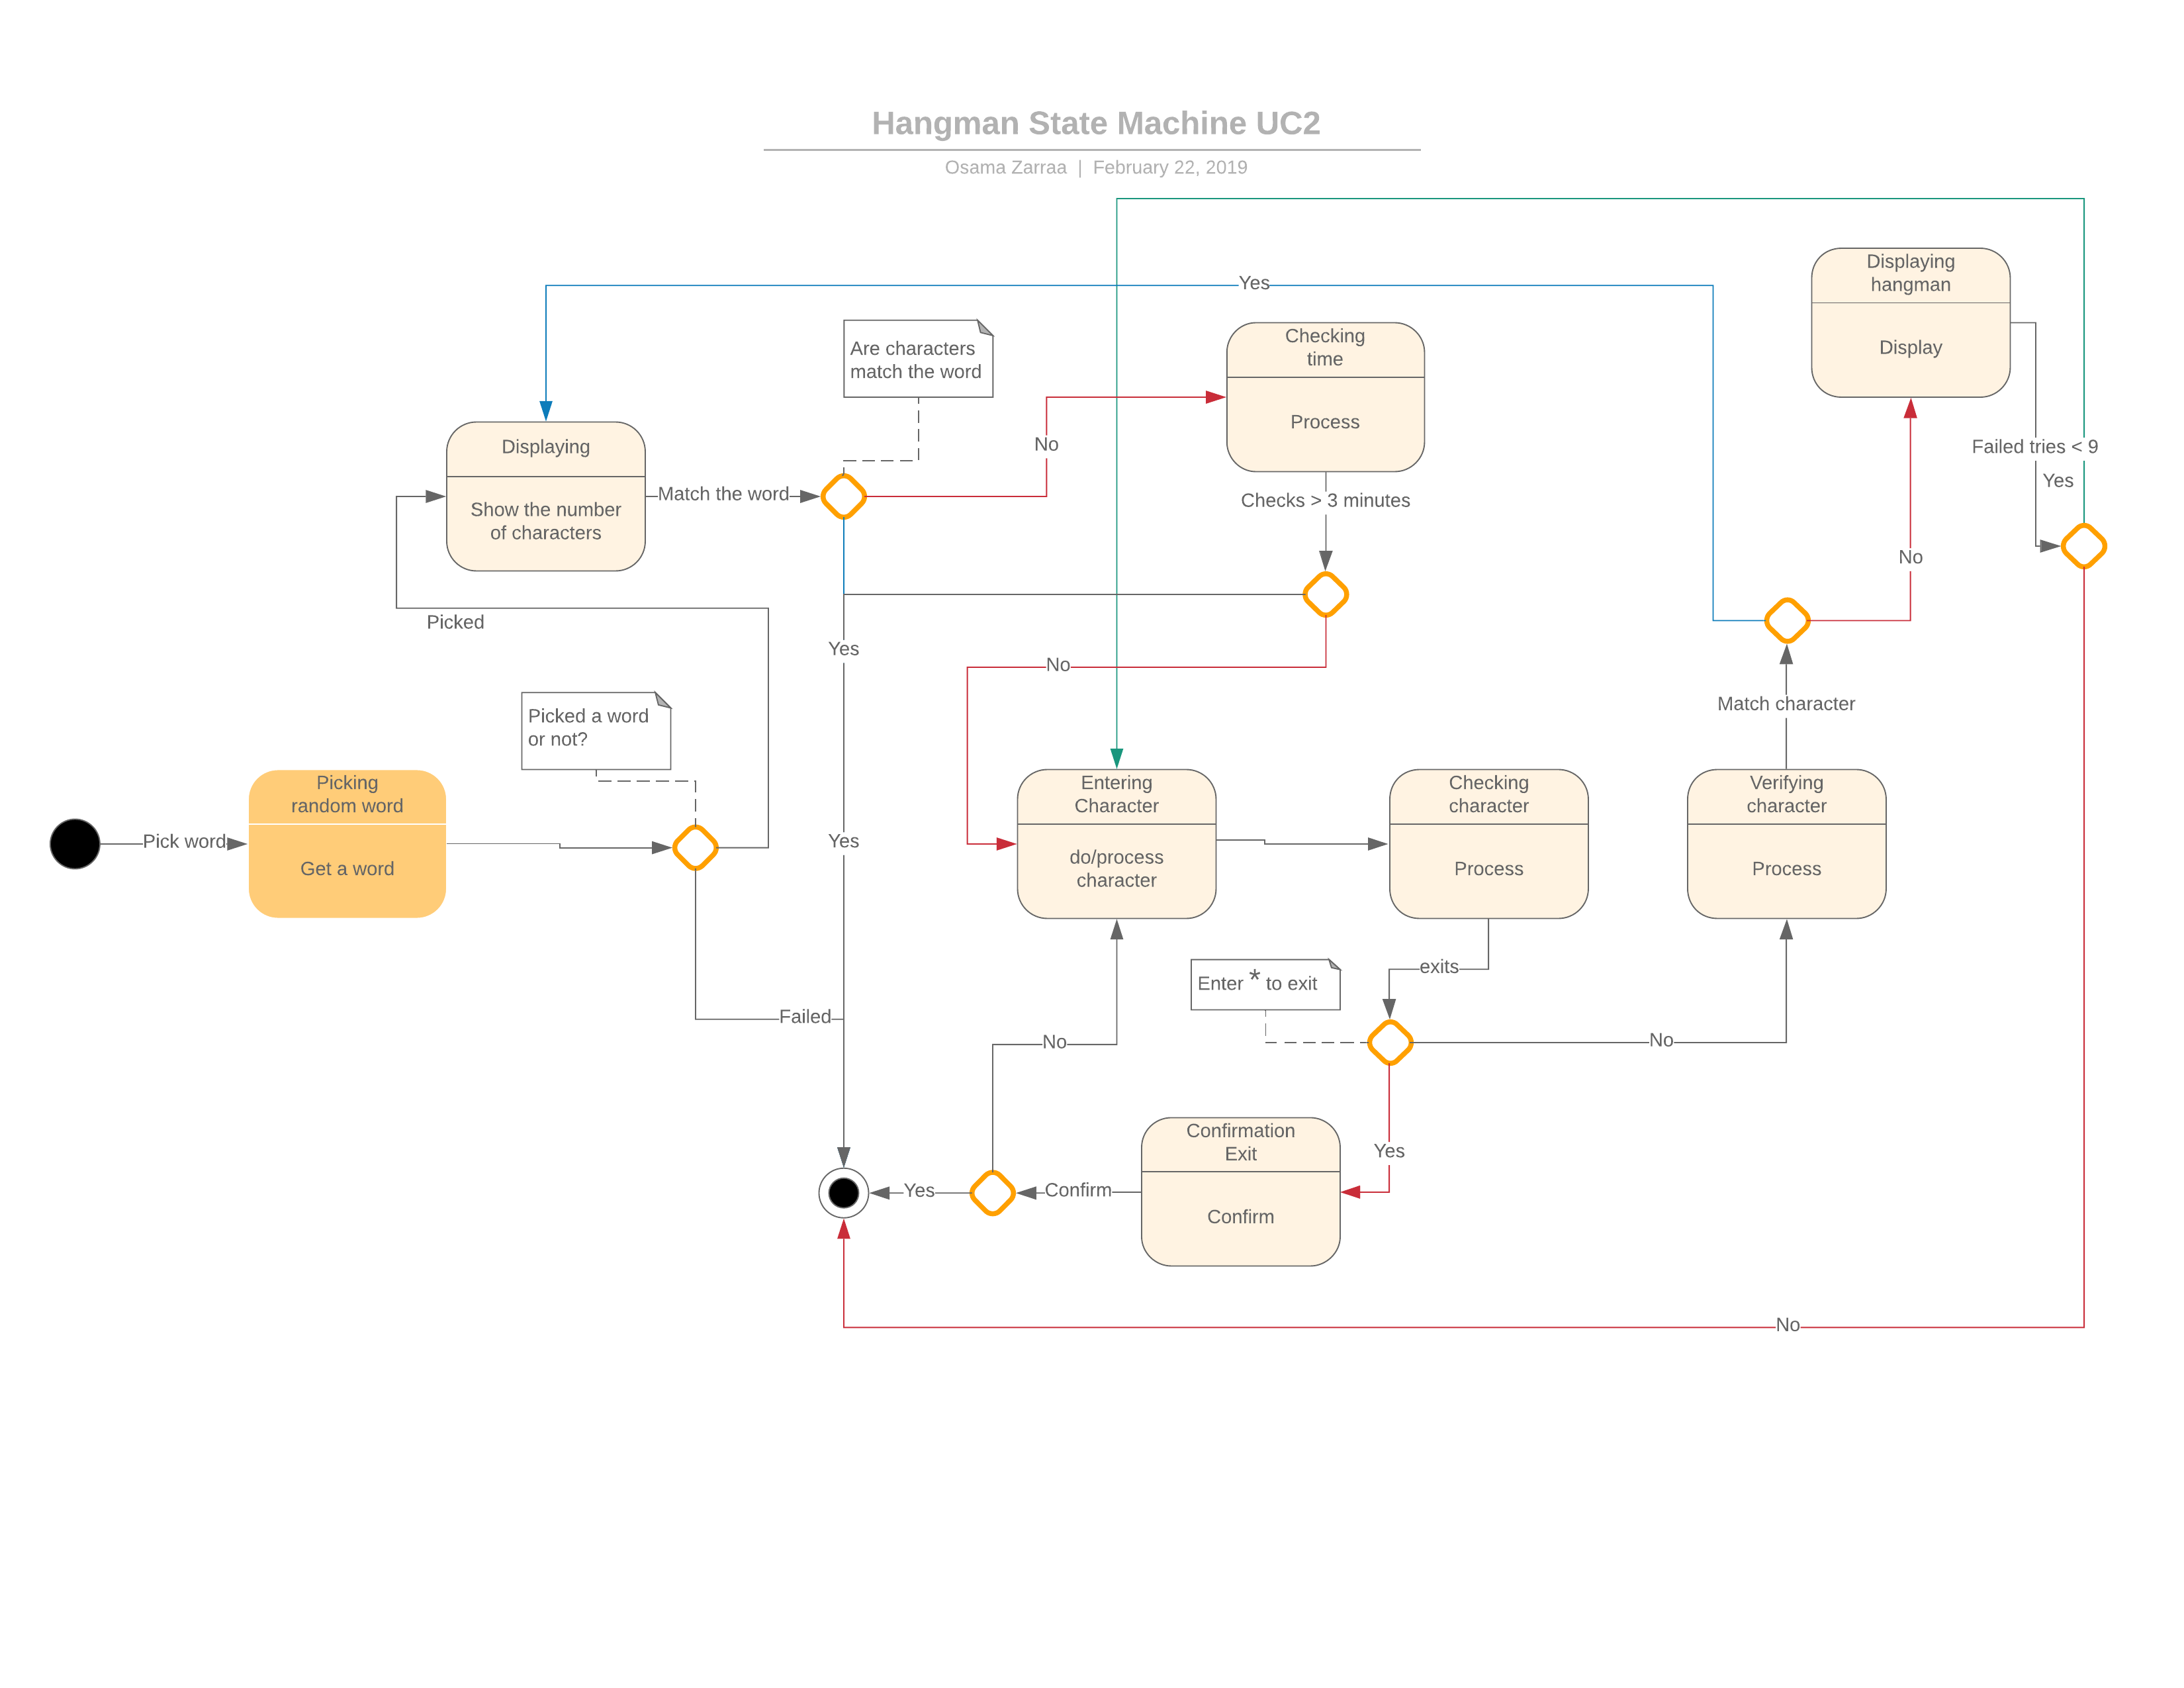 Hangman State Machine UC2
Osama Zarraa | February 22, 2019
Displaying
hangman
Display
Yes
Checking
time
Process
Are characters
match the word
Displaying
Show the number
of characters
Match the word
No
Failed tries < 9
Yes
Checks > 3 minutes
No
Picked
Yes
No
Match character
Picked a word
or not?
Picking
random word
Get a word
Pick word
Yes
Entering
Character
do/process
character
Checking
character
Process
Verifying
character
Process
exits
Enter * to exit
Failed
No
No
Confirmation
Exit
Confirm
Yes
Yes
Confirm
No